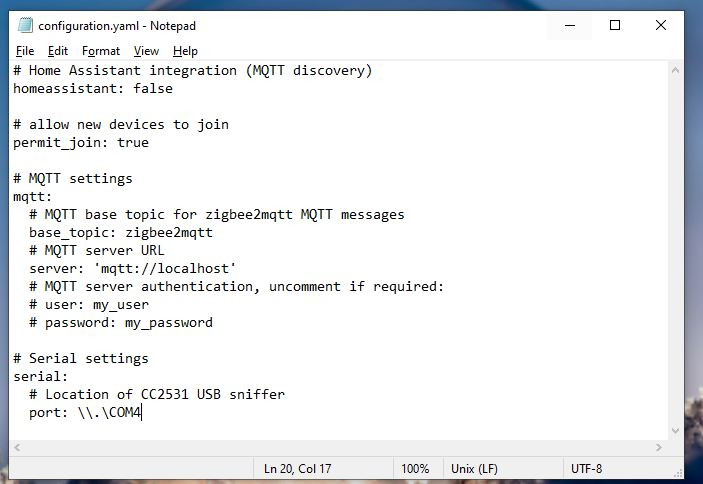 configuration.yaml - Notepad
File Edit Format View Help
# Home Assistant integration (MQTT discovery)
homeassistant: false
# allow new devices to join
permit_join: true
# MQTT settings
mqtt:
  # MQTT base topic for zigbee2mqtt MQTT messages
  base_topic: zigbee2mqtt
  # MQTT server URL
  server: 'mqtt://localhost'
  # MQTT server authentication, uncomment if required:
  # user: my_user
  # password: my_password
# Serial settings
serial:
  # Location of CC2531 USB sniffer
  port: \\.\COM4
Ln 20, Col 17 100% Unix (LF) UTF-8